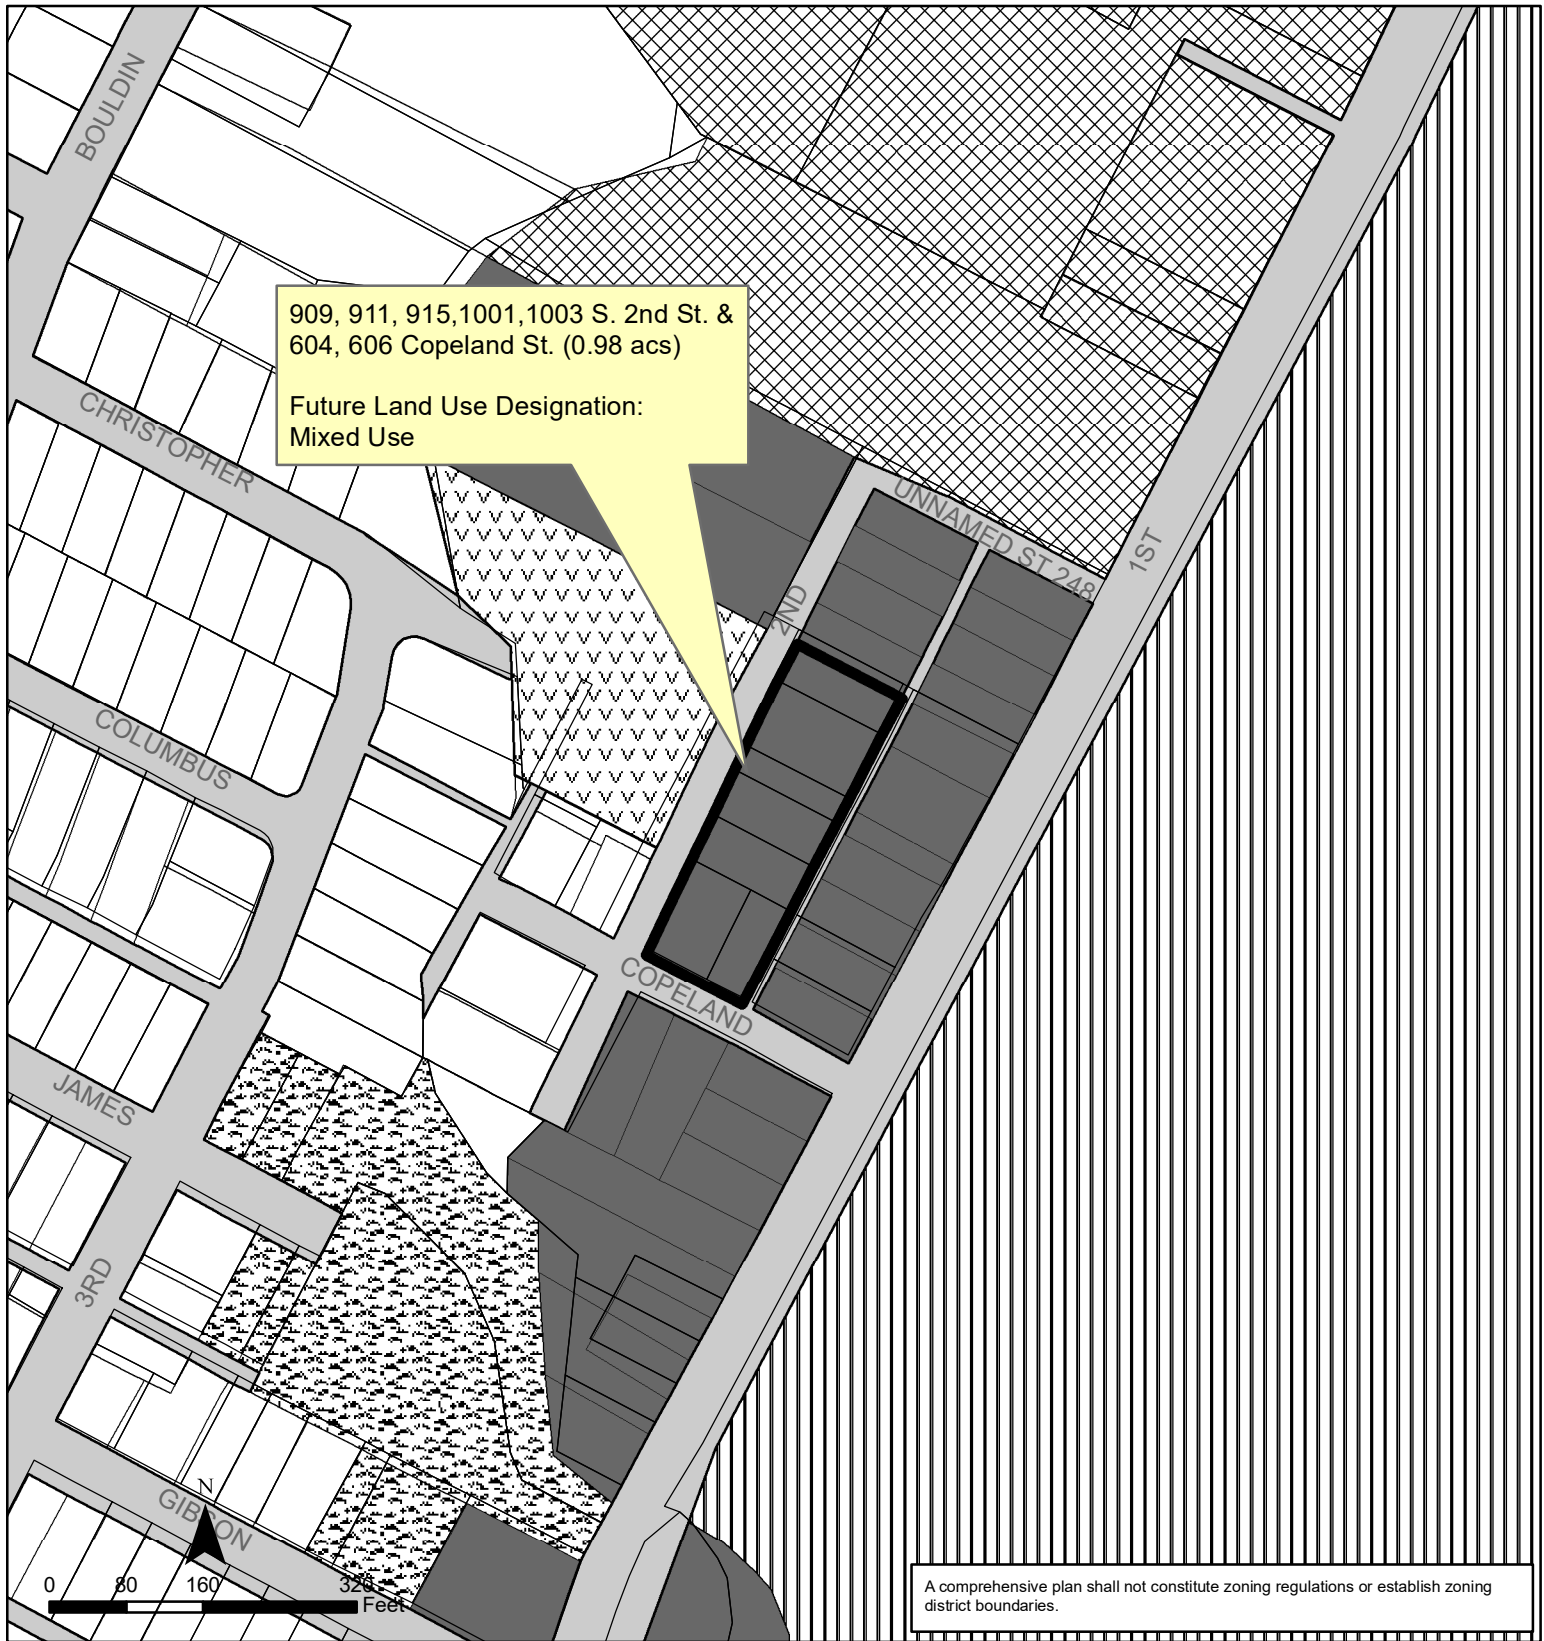 BOULDIN
909, 911, 915,1001,1003 S. 2nd St. &
604, 606 Copeland St. (0.98 acs)
Future Land Use Designation:
Mixed Use
CHRISTOPHER
UNNAMED ST 248
1ST
2ND
COLUMBUS
COPELAND
JAMES
3RD
N
GIBSON
0 80 160 320
Feet
A comprehensive plan shall not constitute zoning regulations or establish zoning
district boundaries.